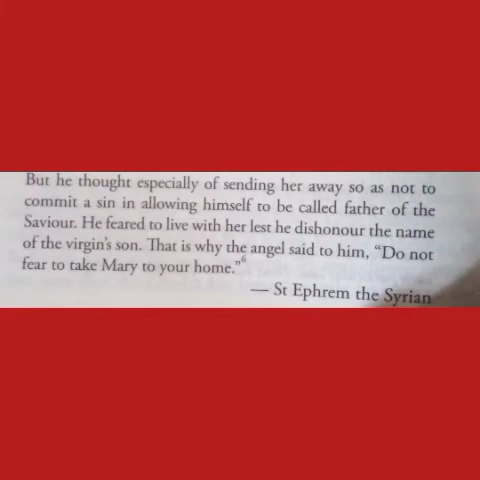 But he thought especially of sending her away so as not to
commit a sin in allowing himself to be called father of the
Saviour. He feared to live with her lest he dishonour the name
of the virgin's son. That is why the angel said to him, “Do not
fear to take Mary to your home.”6
— St Ephrem the Syrian